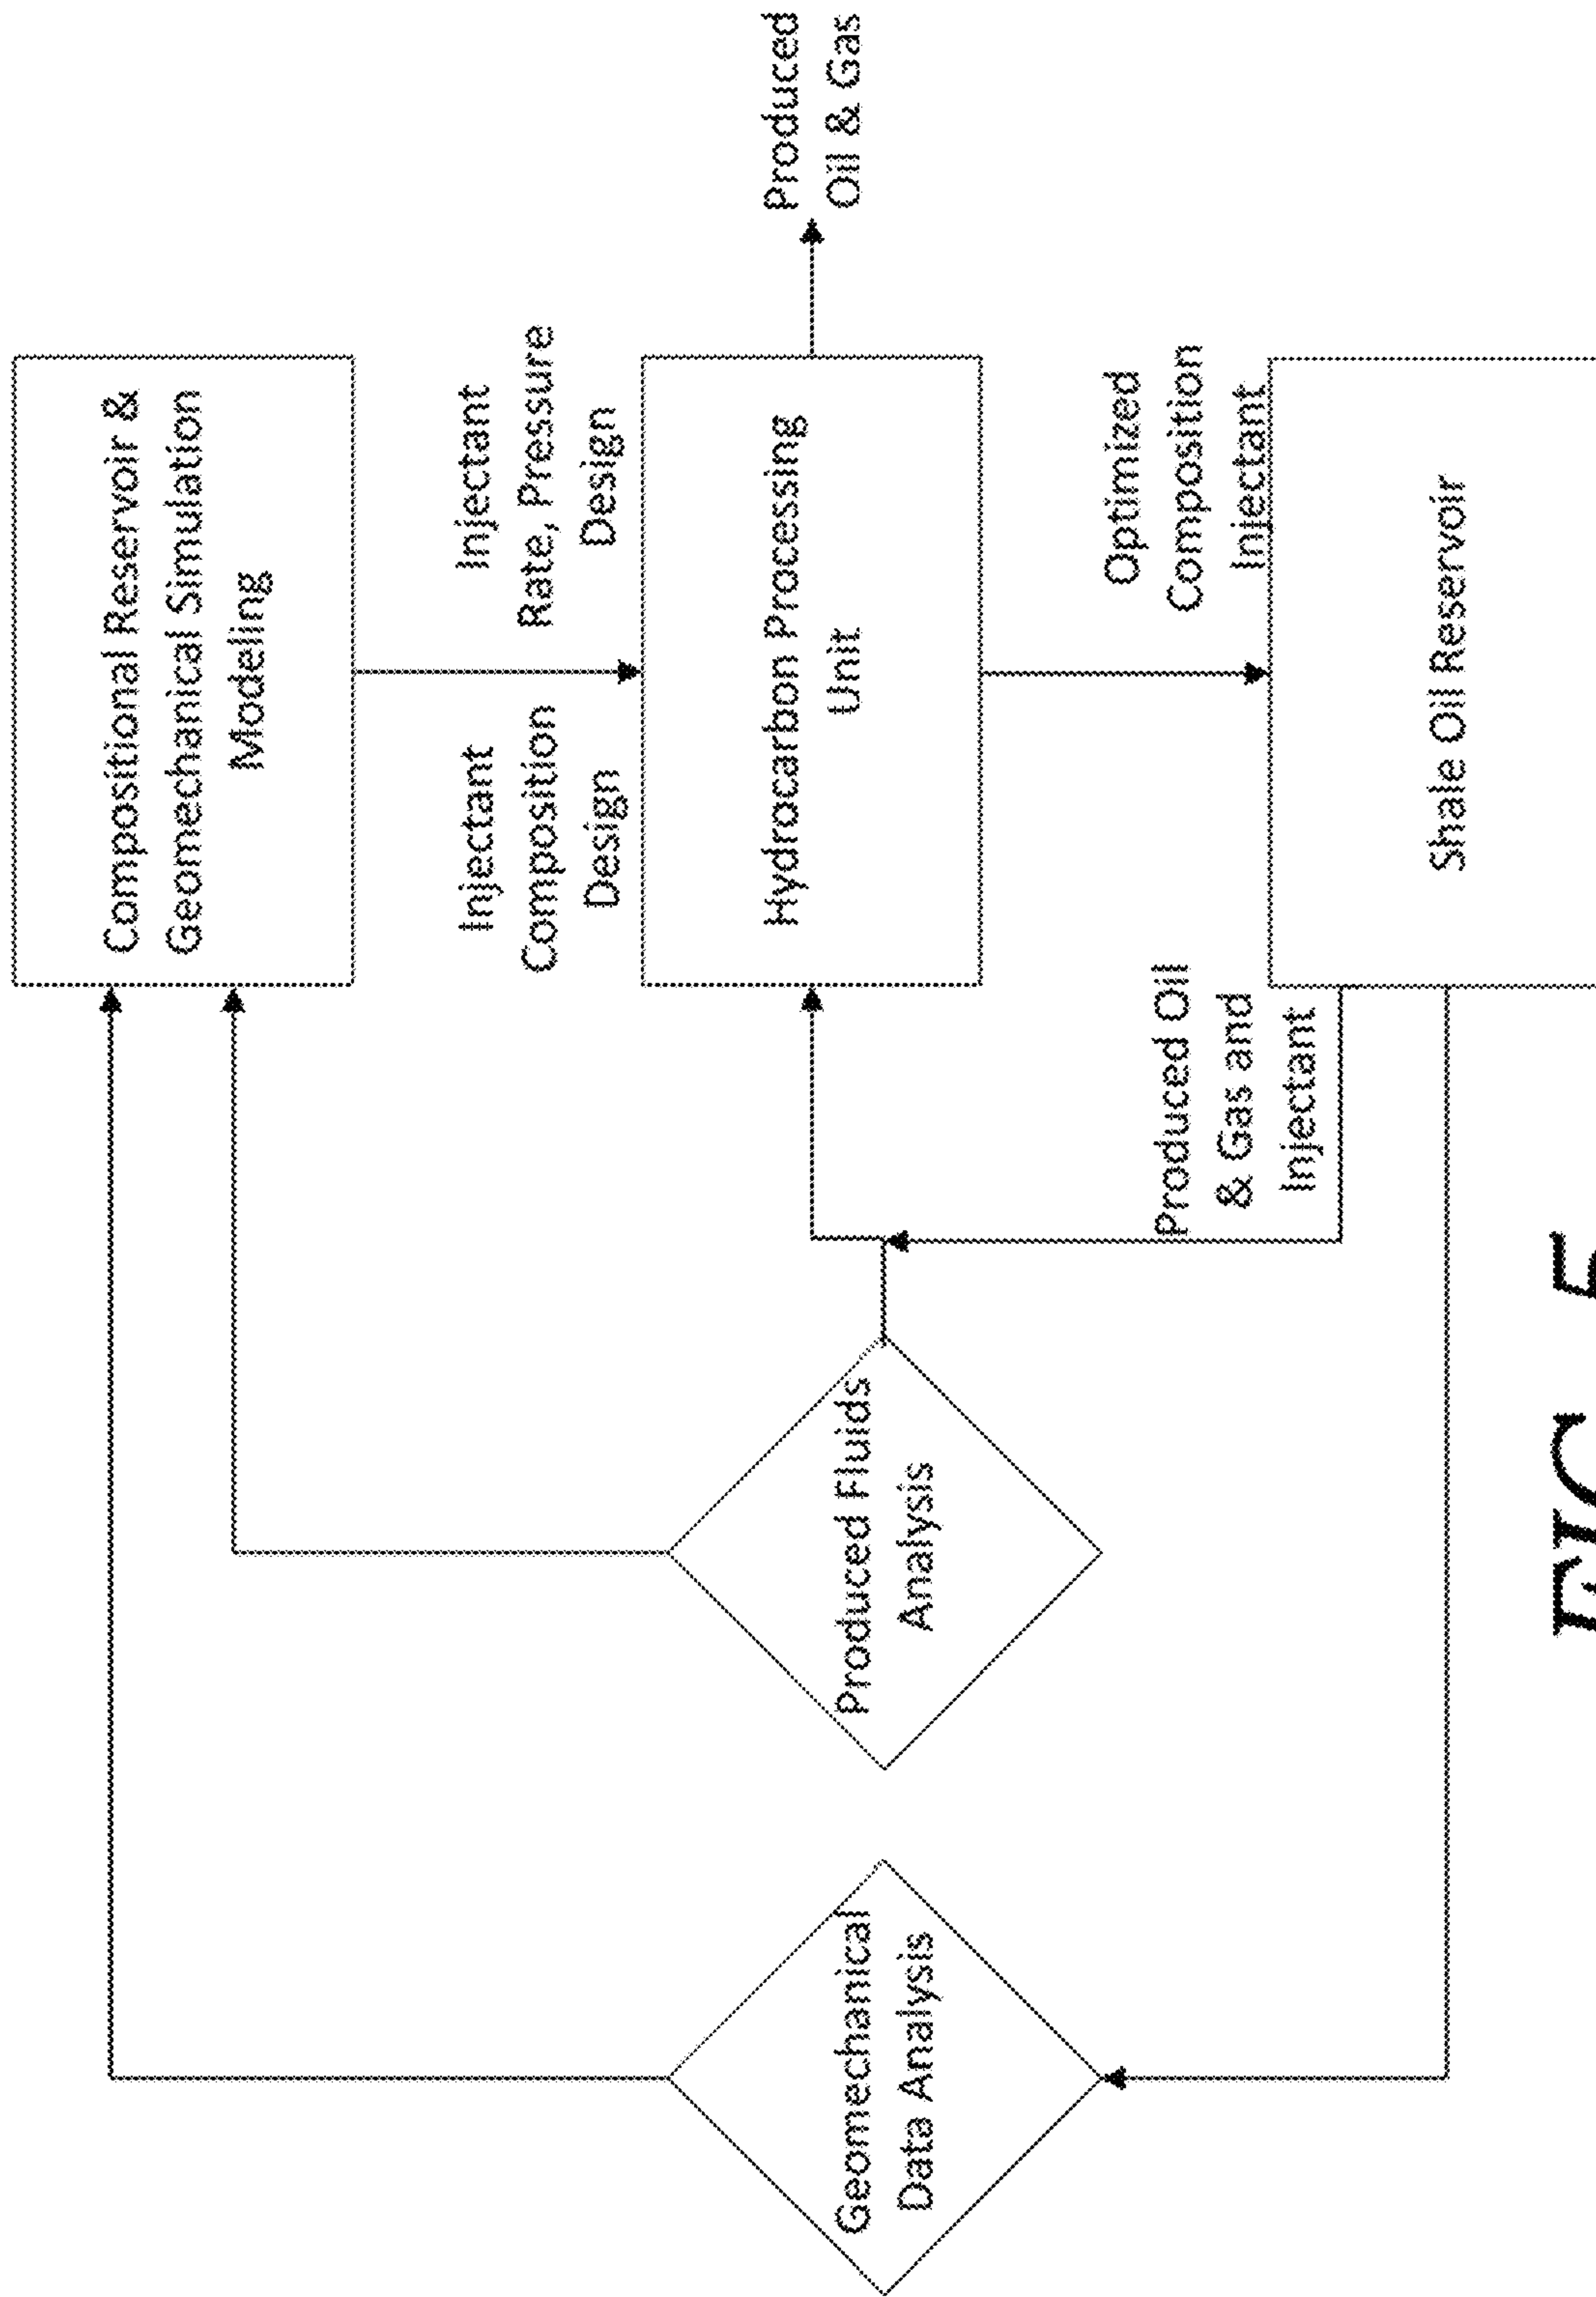 Compositional Reservoir &
Geomechanical Simulation
Modeling
Injectant
Composition
Design
Injectant
Rate, Pressure
Design
Geomechanical
Data Analysis
Produced Fluids
Analysis
Hydrocarbon Processing
Unit
Produced
Oil & Gas
Produced Oil
& Gas and
Injectant
Optimized
Composition
Injectant
Shale Oil Reservoir
FIG. 5